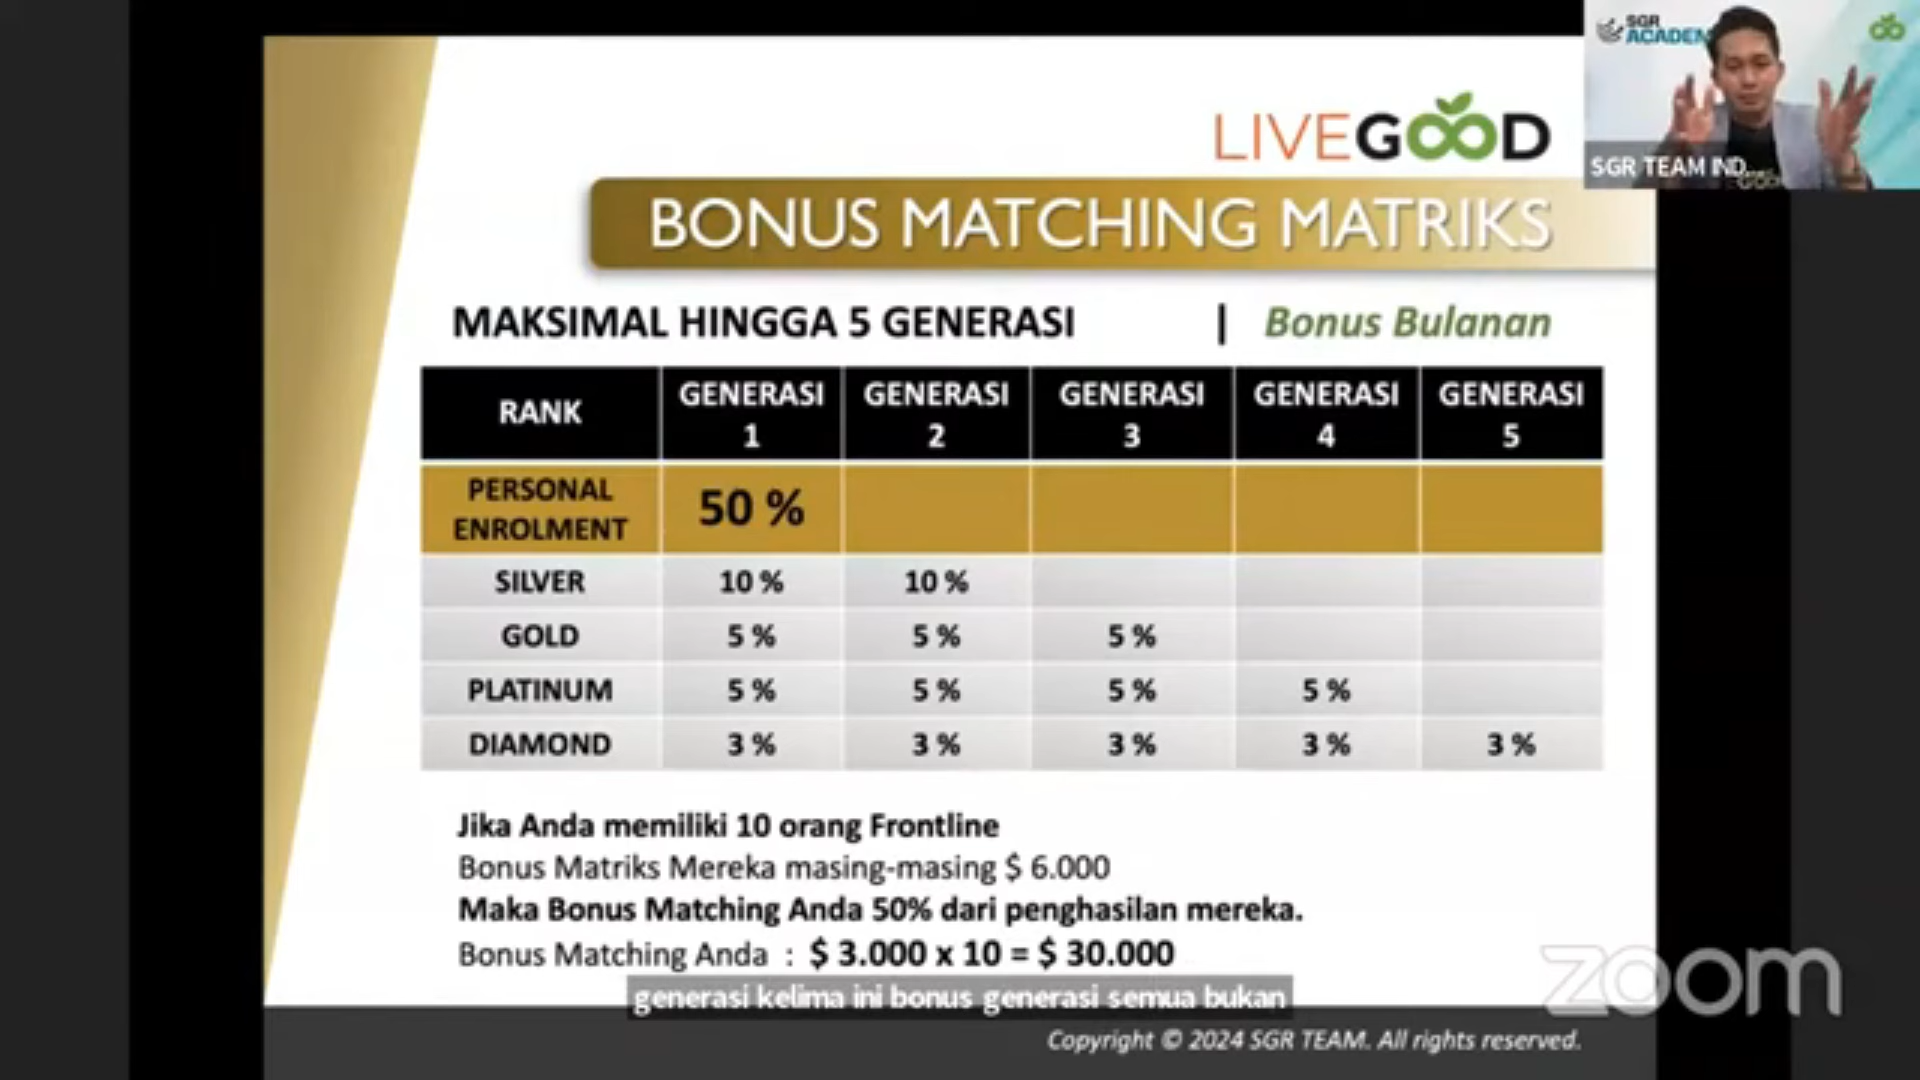 SGR
SGR TEAM IND...
LIVEGOOD
BONUS MATCHING MATRIKS
MAKSIMAL HINGGA 5 GENERASI | Bonus Bulanan
RANK GENERASI 1 GENERASI 2 GENERASI 3 GENERASI 4 GENERASI 5
PERSONAL ENROLMENT 50 %
SILVER 10 % 10 %
GOLD 5 % 5 % 5 %
PLATINUM 5 % 5 % 5 % 5 %
DIAMOND 3 % 3 % 3 % 3 % 3 %
Jika Anda memiliki 10 orang Frontline
Bonus Matriks Mereka masing-masing $ 6.000
Maka Bonus Matching Anda 50% dari penghasilan mereka.
Bonus Matching Anda : $ 3.000 x 10 = $ 30.000
generasi kelima ini bonus generasi semua bukan
zoom
Copyright © 2024 SGR TEAM. All rights reserved.